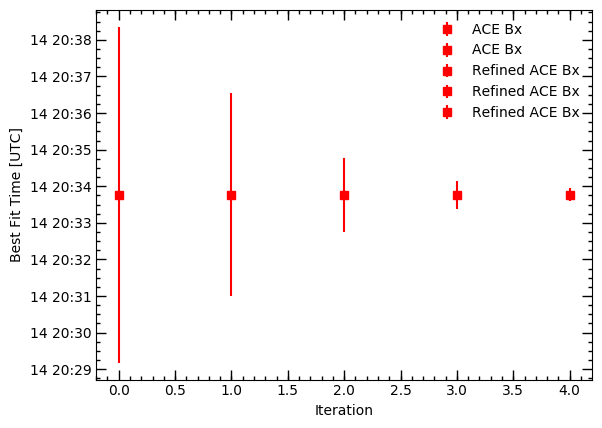 ACE Bx
ACE Bx
Refined ACE Bx
Refined ACE Bx
Refined ACE Bx
Best Fit Time [UTC]
14 20:38
14 20:37
14 20:36
14 20:35
14 20:34
14 20:33
14 20:32
14 20:31
14 20:30
14 20:29
0.0 0.5 1.0 1.5 2.0 2.5 3.0 3.5 4.0
Iteration